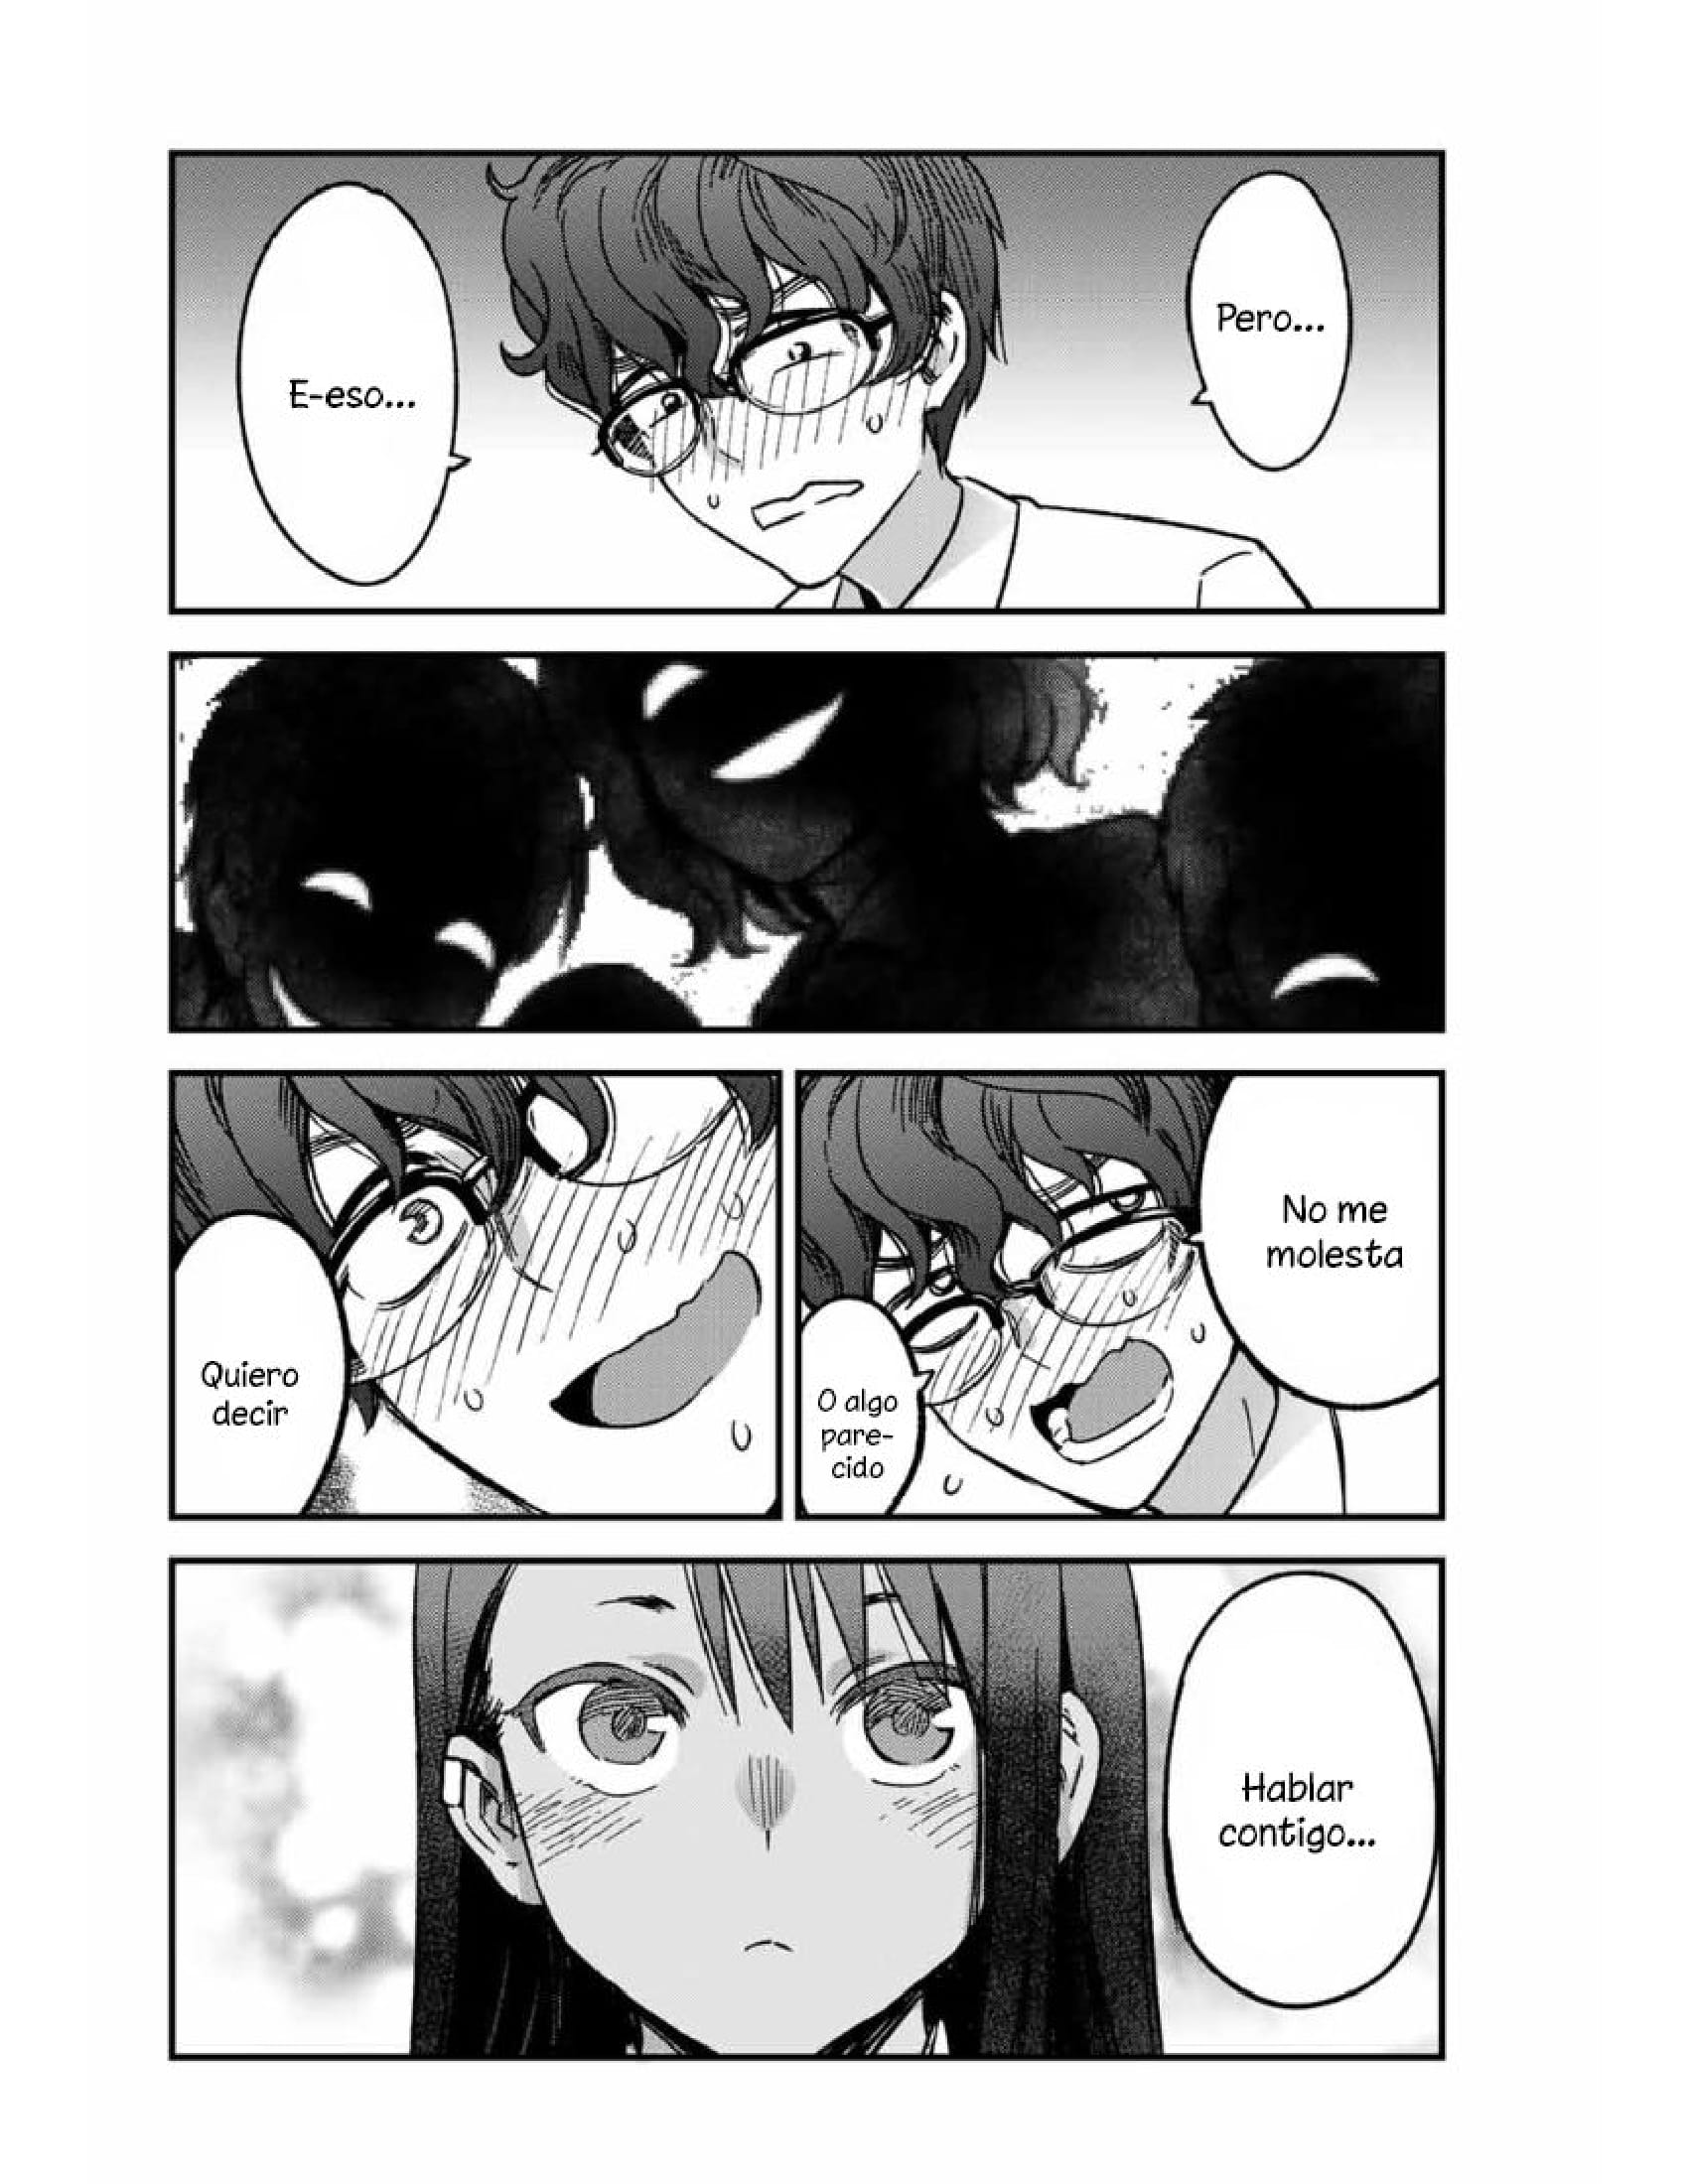 Pero...
E-eso...
No me
molesta
O algo
pare-
cido
Quiero
decir
Hablar
contigo...